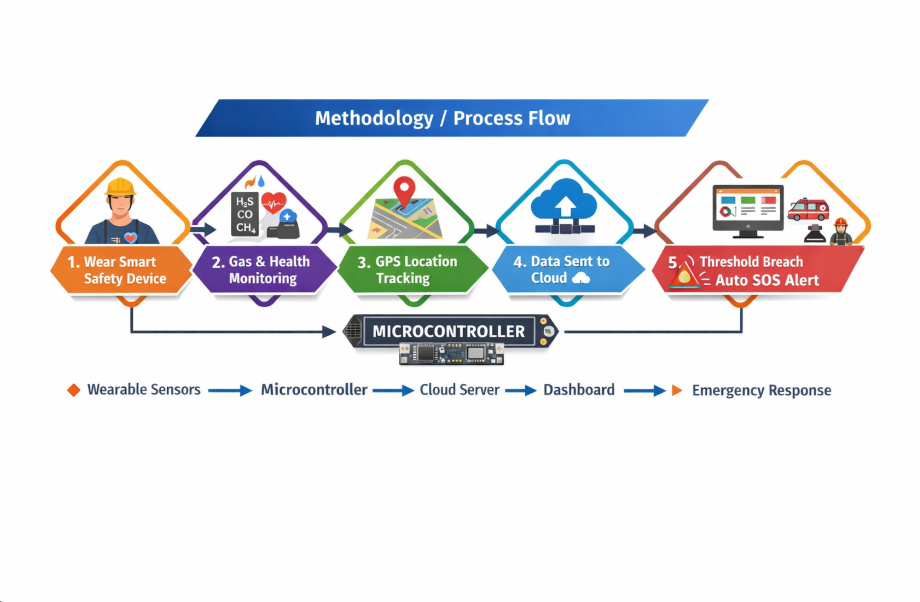 Methodology / Process Flow
H₂S
CO
CH₄
1. Wear Smart
Safety Device
2. Gas & Health
Monitoring
3. GPS Location
Tracking
4. Data Sent to
Cloud
5. Threshold Breach
Auto SOS Alert
MICROCONTROLLER
Wearable Sensors
Microcontroller
Cloud Server
Dashboard
Emergency Response